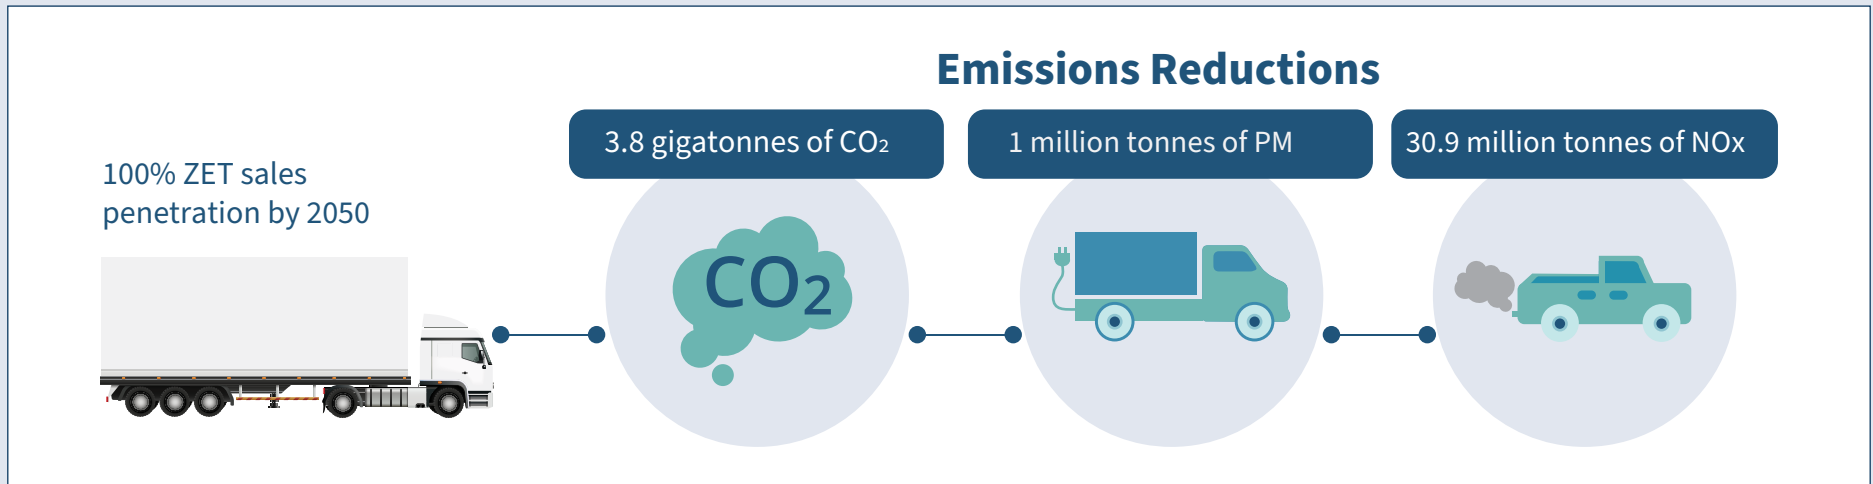 Emissions Reductions
3.8 gigatonnes of CO₂
1 million tonnes of PM
30.9 million tonnes of NOx
100% ZET sales
penetration by 2050
CO₂